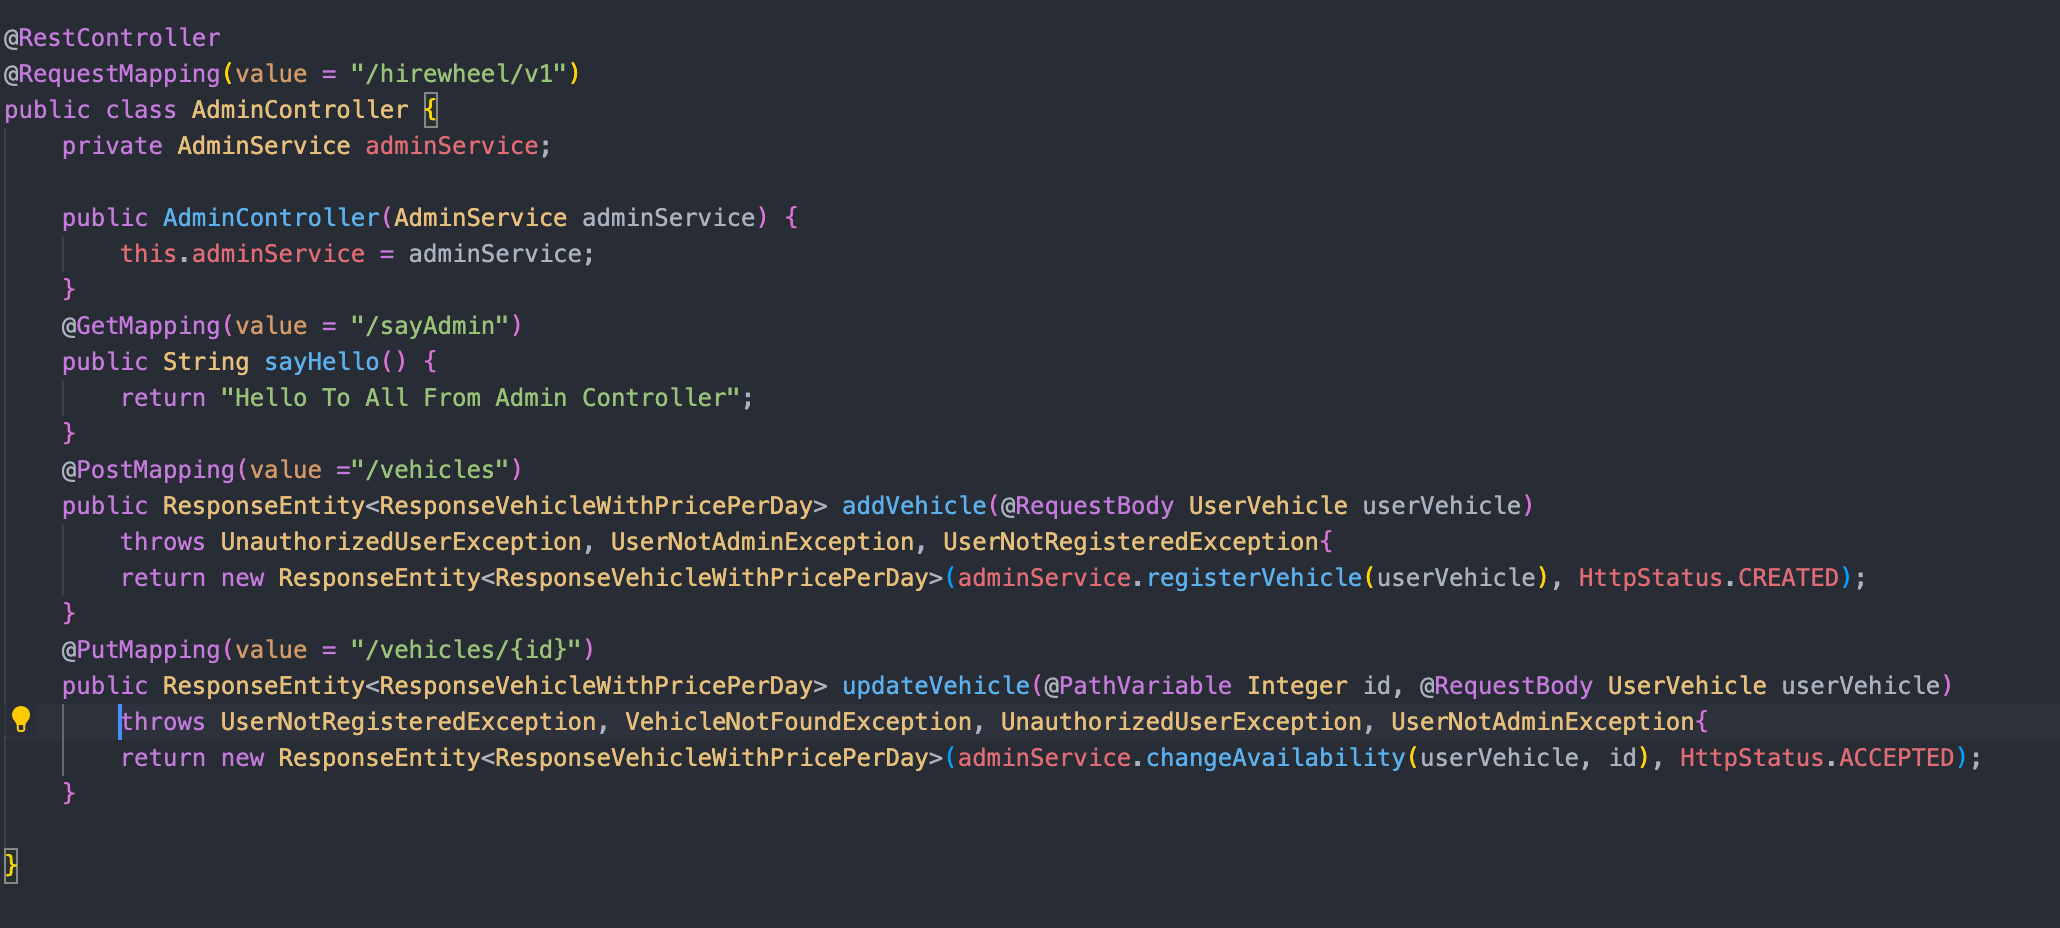 @RestController
@RequestMapping(value = "/hirewheel/v1")
public class AdminController {
    private AdminService adminService;

    public AdminController(AdminService adminService) {
        this.adminService = adminService;
    }
    @GetMapping(value = "/sayAdmin")
    public String sayHello() {
        return "Hello To All From Admin Controller";
    }
    @PostMapping(value ="/vehicles")
    public ResponseEntity<ResponseVehicleWithPricePerDay> addVehicle(@RequestBody UserVehicle userVehicle)
        throws UnauthorizedUserException, UserNotAdminException, UserNotRegisteredException{
        return new ResponseEntity<ResponseVehicleWithPricePerDay>(adminService.registerVehicle(userVehicle), HttpStatus.CREATED);
    }
    @PutMapping(value = "/vehicles/{id}")
    public ResponseEntity<ResponseVehicleWithPricePerDay> updateVehicle(@PathVariable Integer id, @RequestBody UserVehicle userVehicle)
        throws UserNotRegisteredException, VehicleNotFoundException, UnauthorizedUserException, UserNotAdminException{
        return new ResponseEntity<ResponseVehicleWithPricePerDay>(adminService.changeAvailability(userVehicle, id), HttpStatus.ACCEPTED);
    }

}